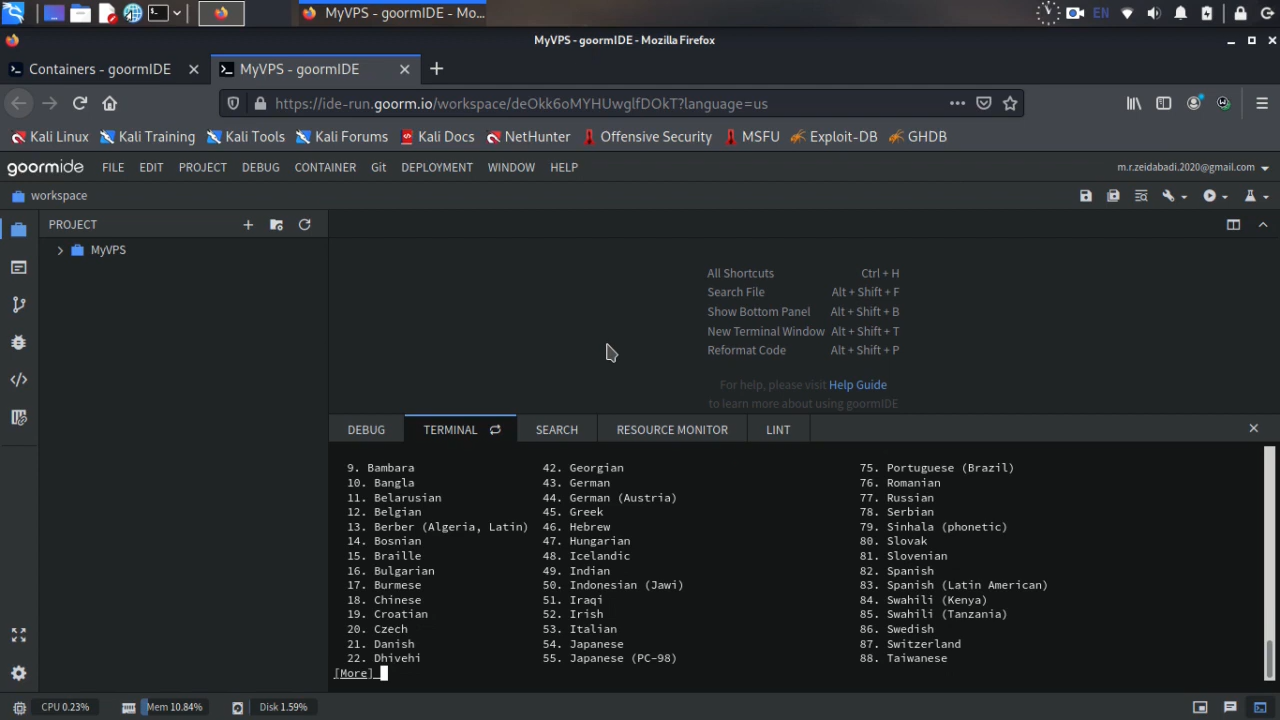 MyVPS - goormIDE - Mo...
EN
MyVPS - goormIDE - Mozilla Firefox
Containers - goormIDE
MyVPS - goormIDE
https://ide-run.goorm.io/workspace/deOkk6oMYHUwglfDOkT?language=us
Kali Linux
Kali Training
Kali Tools
Kali Forums
Kali Docs
NetHunter
Offensive Security
MSFU
Exploit-DB
GHDB
goormide
FILE
EDIT
PROJECT
DEBUG
CONTAINER
Git
DEPLOYMENT
WINDOW
HELP
m.r.zeidabadi.2020@gmail.com
workspace
PROJECT
MyVPS
All Shortcuts Ctrl + H
Search File Alt + Shift + F
Show Bottom Panel Alt + Shift + B
New Terminal Window Alt + Shift + T
Reformat Code Alt + Shift + P
For help, please visit Help Guide
to learn more about using goormIDE
DEBUG
TERMINAL
SEARCH
RESOURCE MONITOR
LINT
9. Bambara 42. Georgian 75. Portuguese (Brazil)
10. Bangla 43. German 76. Romanian
11. Belarusian 44. German (Austria) 77. Russian
12. Belgian 45. Greek 78. Serbian
13. Berber (Algeria, Latin) 46. Hebrew 79. Sinhala (phonetic)
14. Bosnian 47. Hungarian 80. Slovak
15. Braille 48. Icelandic 81. Slovenian
16. Bulgarian 49. Indian 82. Spanish
17. Burmese 50. Indonesian (Jawi) 83. Spanish (Latin American)
18. Chinese 51. Iraqi 84. Swahili (Kenya)
19. Croatian 52. Irish 85. Swahili (Tanzania)
20. Czech 53. Italian 86. Swedish
21. Danish 54. Japanese 87. Switzerland
22. Dhivehi 55. Japanese (PC-98) 88. Taiwanese
[More]
CPU 0.23%
Mem 10.84%
Disk 1.59%